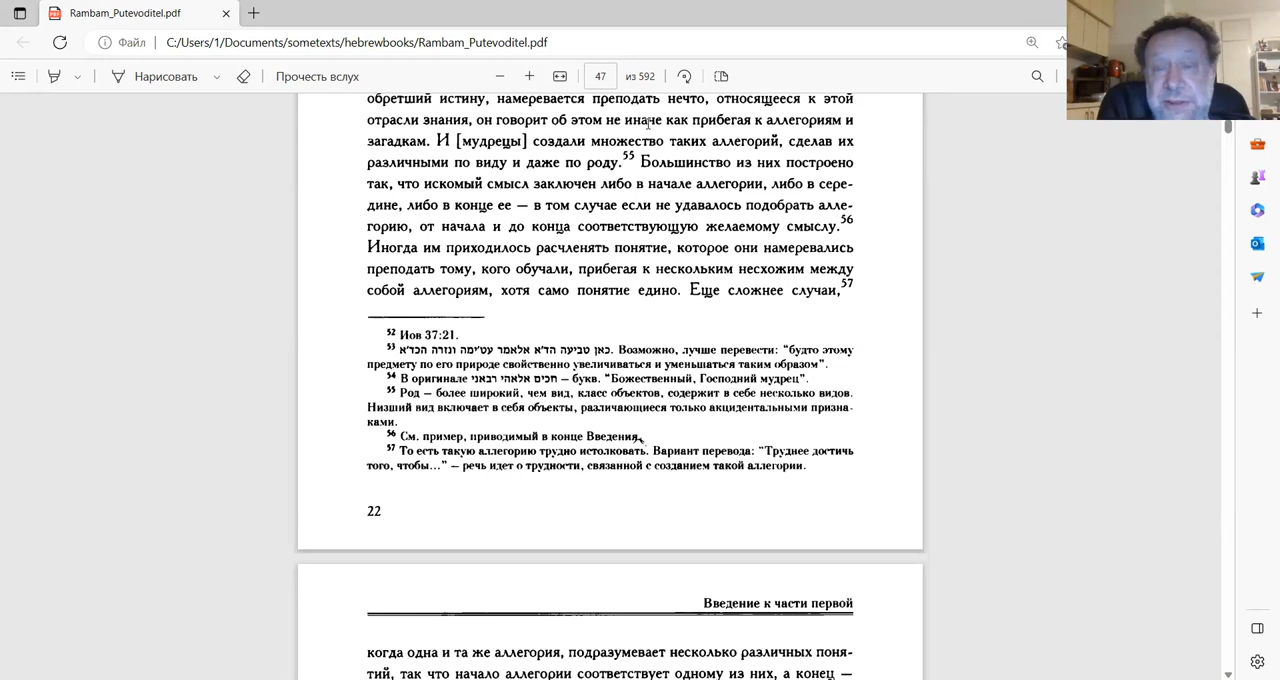 Rambam_Putevoditel.pdf
Файл
C:/Users/1/Documents/sometexts/hebrewbooks/Rambam_Putevoditel.pdf
Нарисовать
Прочесть вслух
47
из 592
обретший истину, намеревается преподать нечто, относящееся к этой
отрасли знания, он говорит об этом не иначе как прибегая к аллегориям и
загадкам. И [мудрецы] создали множество таких аллегорий, сделав их
различными по виду и даже по роду.55 Большинство из них построено
так, что искомый смысл заключен либо в начале аллегории, либо в сере-
дине, либо в конце ее — в том случае если не удавалось подобрать алле-
горию, от начала и до конца соответствующую желаемому смыслу.56
Иногда им приходилось расчленять понятие, которое они намеревались
преподать тому, кого обучали, прибегая к нескольким несхожим между
собой аллегориям, хотя само понятие едино. Еще сложнее случаи,57
52 Иов 37:21.
53 כאן טביעה הד'א אלאמר עט'ימה ונזרה הכד'א. Возможно, лучше перевести: “будто этому
предмету по его природе свойственно увеличиваться и уменьшаться таким образом”.
54 В оригинале חכים אלאהי רבאני — букв. “Божественный, Господний мудрец”.
55 Род — более широкий, чем вид, класс объектов, содержит в себе несколько видов.
Низший вид включает в себя объекты, различающиеся только акцидентальными призна-
ками.
56 См. пример, приводимый в конце Введения.
57 То есть такую аллегорию трудно истолковать. Вариант перевода: “Труднее достичь
того, чтобы...” — речь идет о трудности, связанной с созданием такой аллегории.
22
Введение к части первой
когда одна и та же аллегория, подразумевает несколько различных поня-
тий, так что начало аллегории соответствует одному из них, а конец —